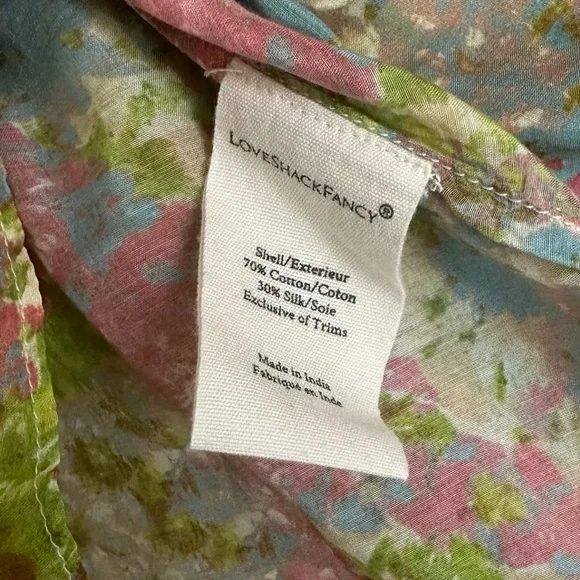 LOVESHACKFANCY®
Shell/Exterieur
70% Cotton/Coton
30% Silk/Soie
Exclusive of Trims
Made in India
Fabriqué en Inde